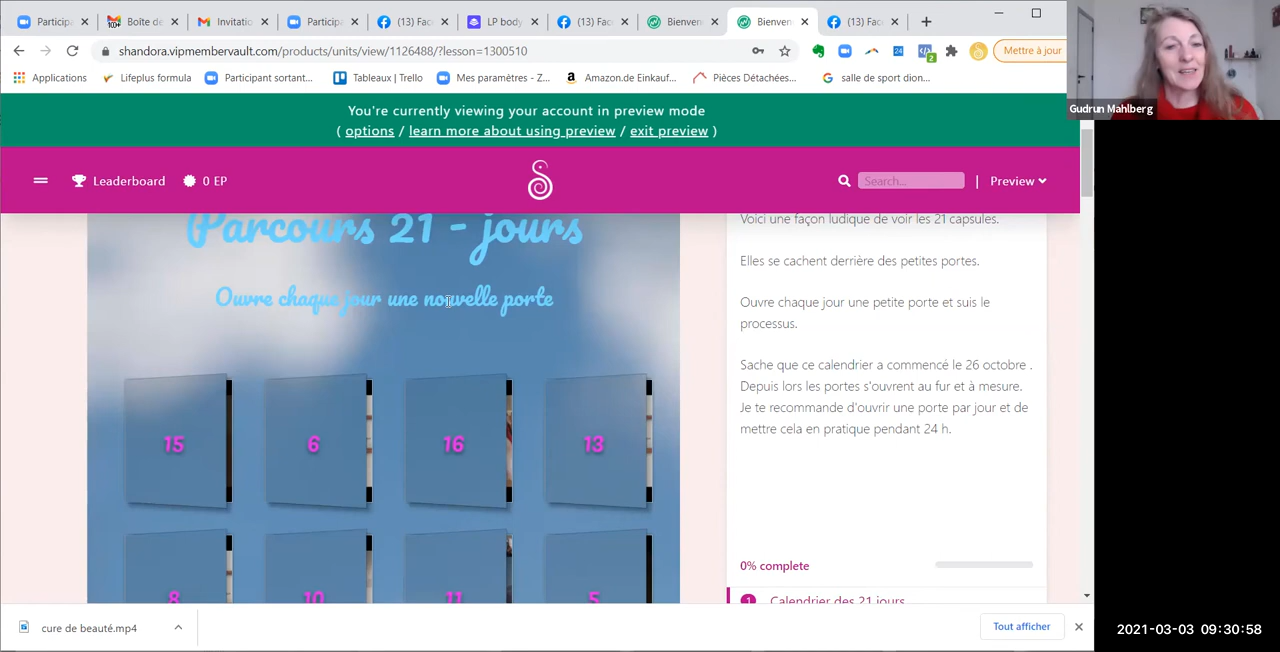 Participa
Boîte de
Invitatio
Participa
(13) Fac
LP body
(13) Fac
Bienven
Bienven
(13) Fac
shandora.vipmembervault.com/products/units/view/1126488/?lesson=1300510
Mettre à jour
Applications
Lifeplus formula
Participant sortant...
Tableaux | Trello
Mes paramètres - Z...
Amazon.de Einkauf...
Pièces Détachées...
salle de sport dion...
Gudrun Mahlberg
You're currently viewing your account in preview mode
( options / learn more about using preview / exit preview )
Leaderboard
0 EP
Search...
| Preview
Parcours 21 - jours
Ouvre chaque jour une nouvelle porte
15
6
16
13
8
10
11
5
Voici une façon ludique de voir les 21 capsules.
Elles se cachent derrière des petites portes.
Ouvre chaque jour une petite porte et suis le
processus.
Sache que ce calendrier a commencé le 26 octobre .
Depuis lors les portes s'ouvrent au fur et à mesure.
Je te recommande d'ouvrir une porte par jour et de
mettre cela en pratique pendant 24 h.
0% complete
1 Calendrier des 21 jours
cure de beauté.mp4
Tout afficher
2021-03-03 09:30:58